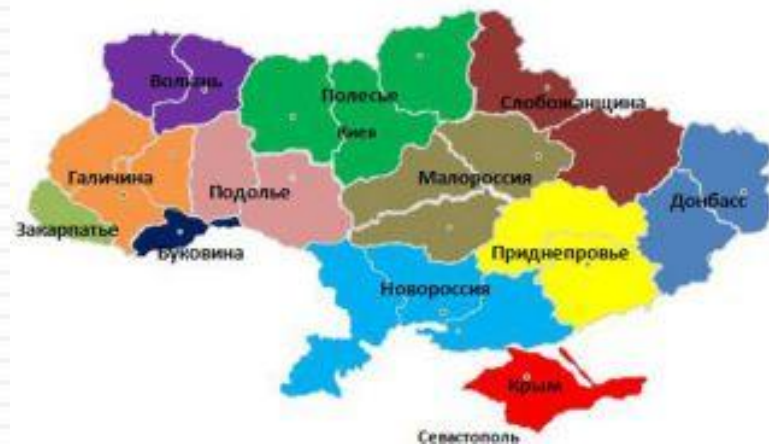 Волынь
Полесье
Слобожанщина
Киев
Галичина
Подолье
Малороссия
Донбасс
Закарпатье
Буковина
Приднепровье
Новороссия
Крым
Севастополь